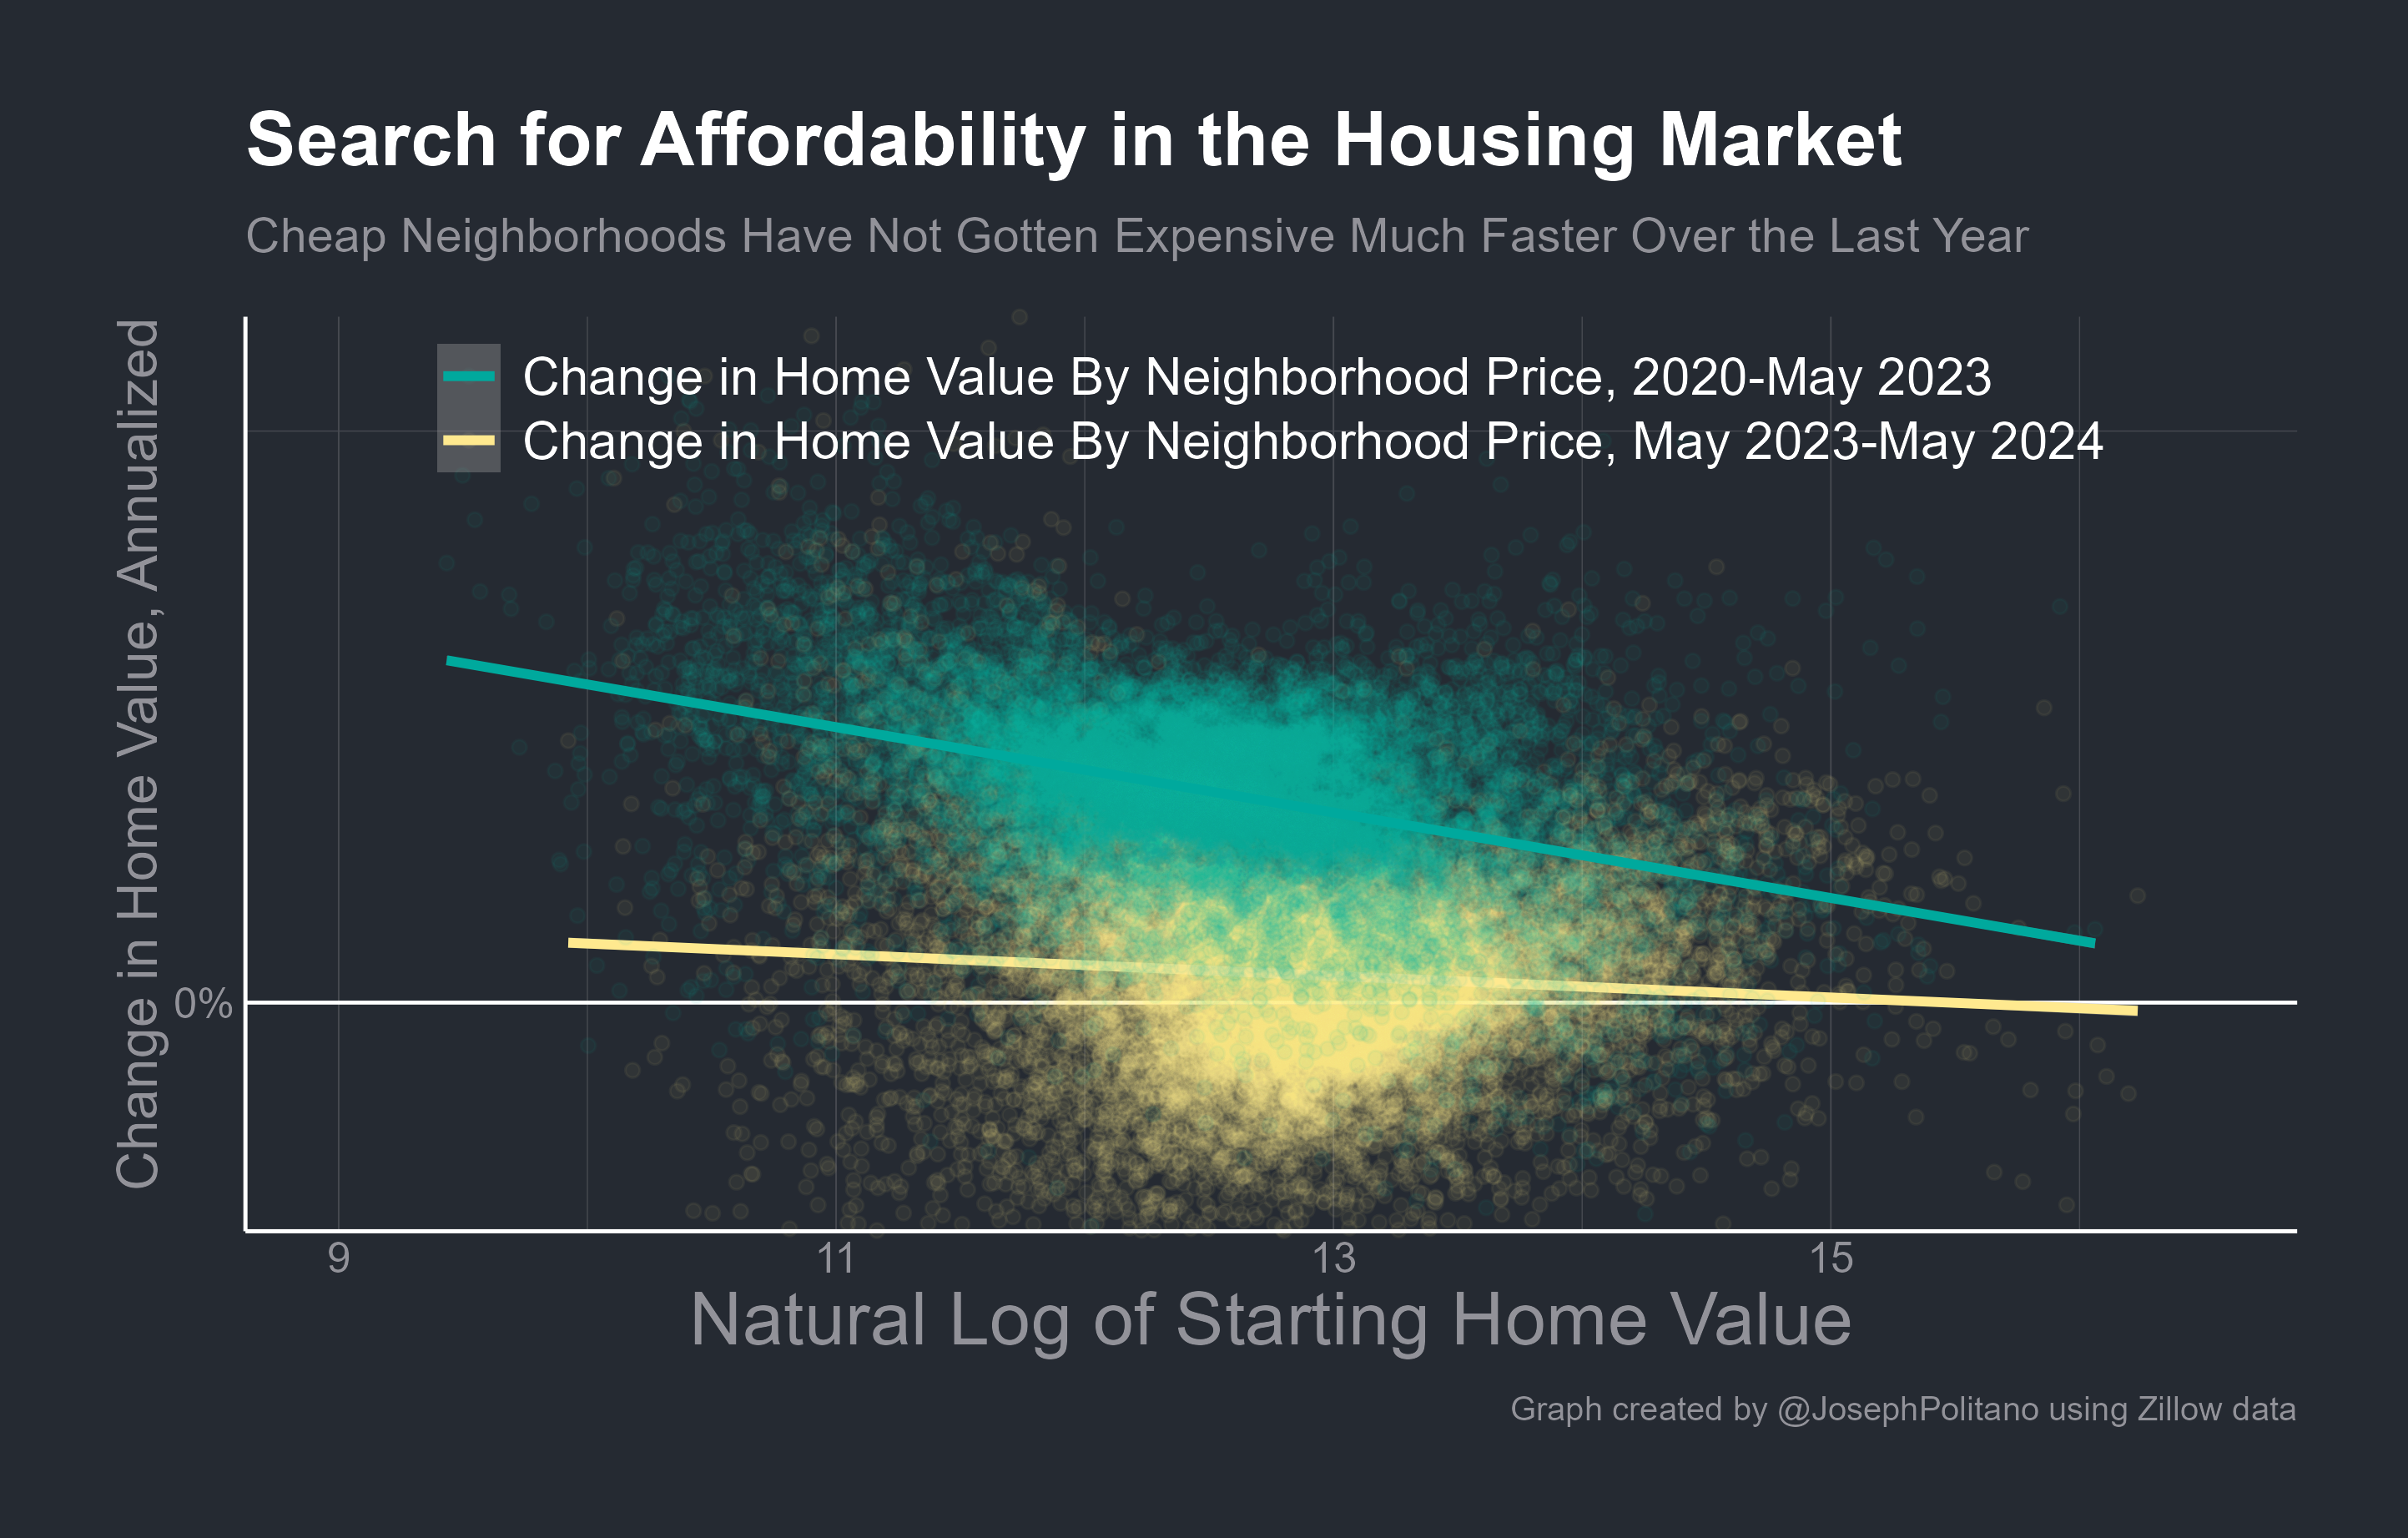 Search for Affordability in the Housing Market
Cheap Neighborhoods Have Not Gotten Expensive Much Faster Over the Last Year
Change in Home Value By Neighborhood Price, 2020-May 2023
Change in Home Value By Neighborhood Price, May 2023-May 2024
Change in Home Value, Annualized
0%
9 11 13 15
Natural Log of Starting Home Value
Graph created by @JosephPolitano using Zillow data